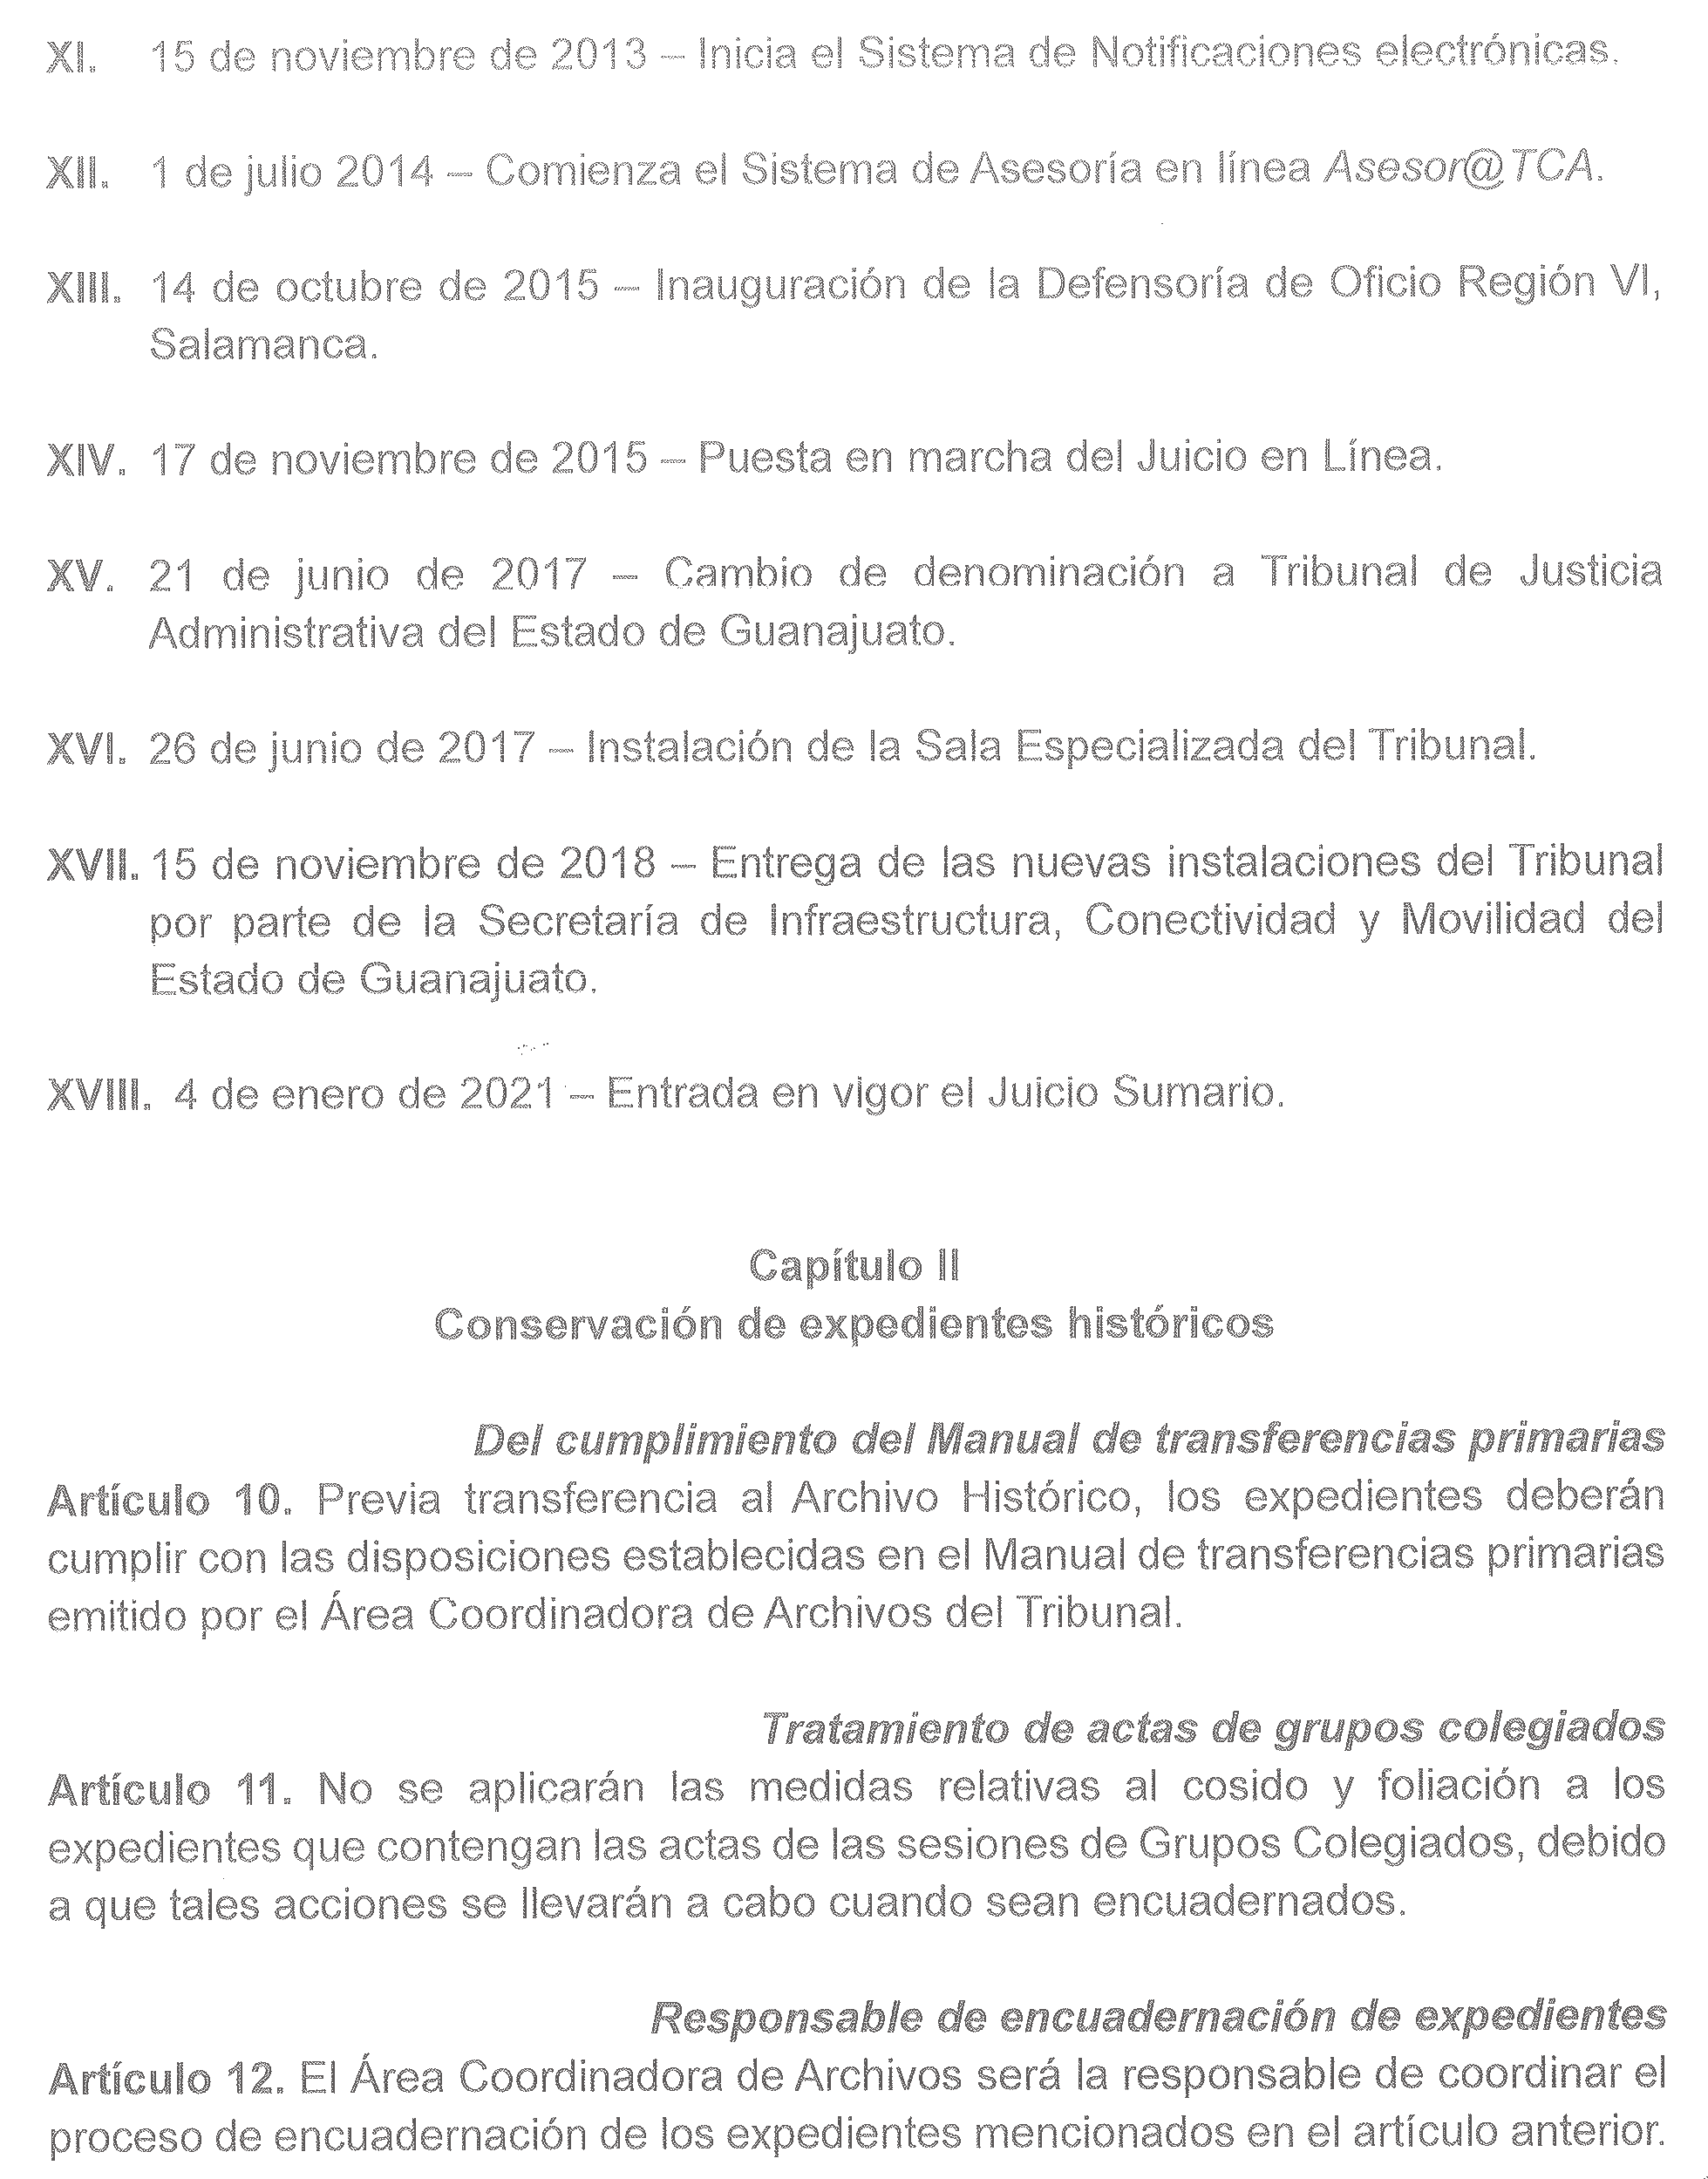 XI. 15 de noviembre de 2013 – Inicia el Sistema de Notificaciones electrónicas.
XII. 1 de julio 2014 – Comienza el Sistema de Asesoría en línea Asesor@TCA.
XIII. 14 de octubre de 2015 – Inauguración de la Defensoría de Oficio Región VI,
Salamanca.
XIV. 17 de noviembre de 2015 – Puesta en marcha del Juicio en Línea.
XV. 21 de junio de 2017 – Cambio de denominación a Tribunal de Justicia
Administrativa del Estado de Guanajuato.
XVI. 26 de junio de 2017 – Instalación de la Sala Especializada del Tribunal.
XVII. 15 de noviembre de 2018 – Entrega de las nuevas instalaciones del Tribunal
por parte de la Secretaría de Infraestructura, Conectividad y Movilidad del
Estado de Guanajuato.
XVIII. 4 de enero de 2021 – Entrada en vigor el Juicio Sumario.
Capítulo II
Conservación de expedientes históricos
Del cumplimiento del Manual de transferencias primarias
Artículo 10. Previa transferencia al Archivo Histórico, los expedientes deberán
cumplir con las disposiciones establecidas en el Manual de transferencias primarias
emitido por el Área Coordinadora de Archivos del Tribunal.
Tratamiento de actas de grupos colegiados
Artículo 11. No se aplicarán las medidas relativas al cosido y foliación a los
expedientes que contengan las actas de las sesiones de Grupos Colegiados, debido
a que tales acciones se llevarán a cabo cuando sean encuadernados.
Responsable de encuadernación de expedientes
Artículo 12. El Área Coordinadora de Archivos será la responsable de coordinar el
proceso de encuadernación de los expedientes mencionados en el artículo anterior.